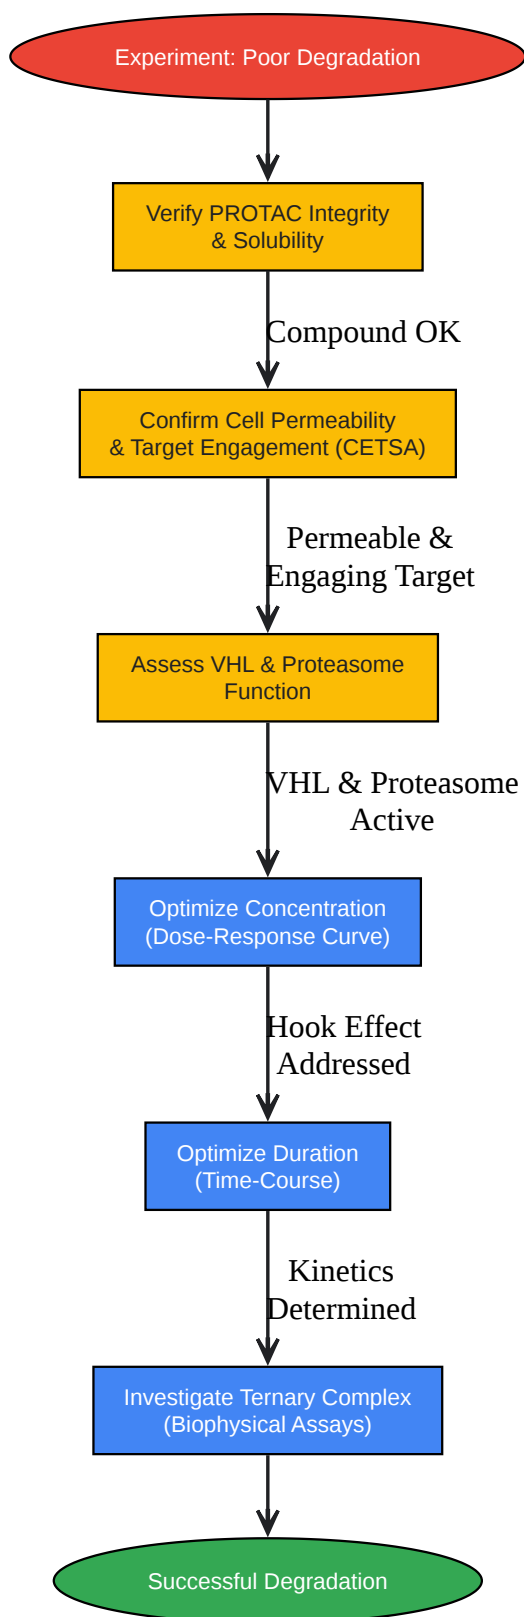 Experiment: Poor Degradation
Verify PROTAC Integrity
& Solubility
Compound OK
Confirm Cell Permeability
& Target Engagement (CETSA)
Permeable &
Engaging Target
Assess VHL & Proteasome
Function
VHL & Proteasome
Active
Optimize Concentration
(Dose-Response Curve)
Hook Effect
Addressed
Optimize Duration
(Time-Course)
Kinetics
Determined
Investigate Ternary Complex
(Biophysical Assays)
Successful Degradation